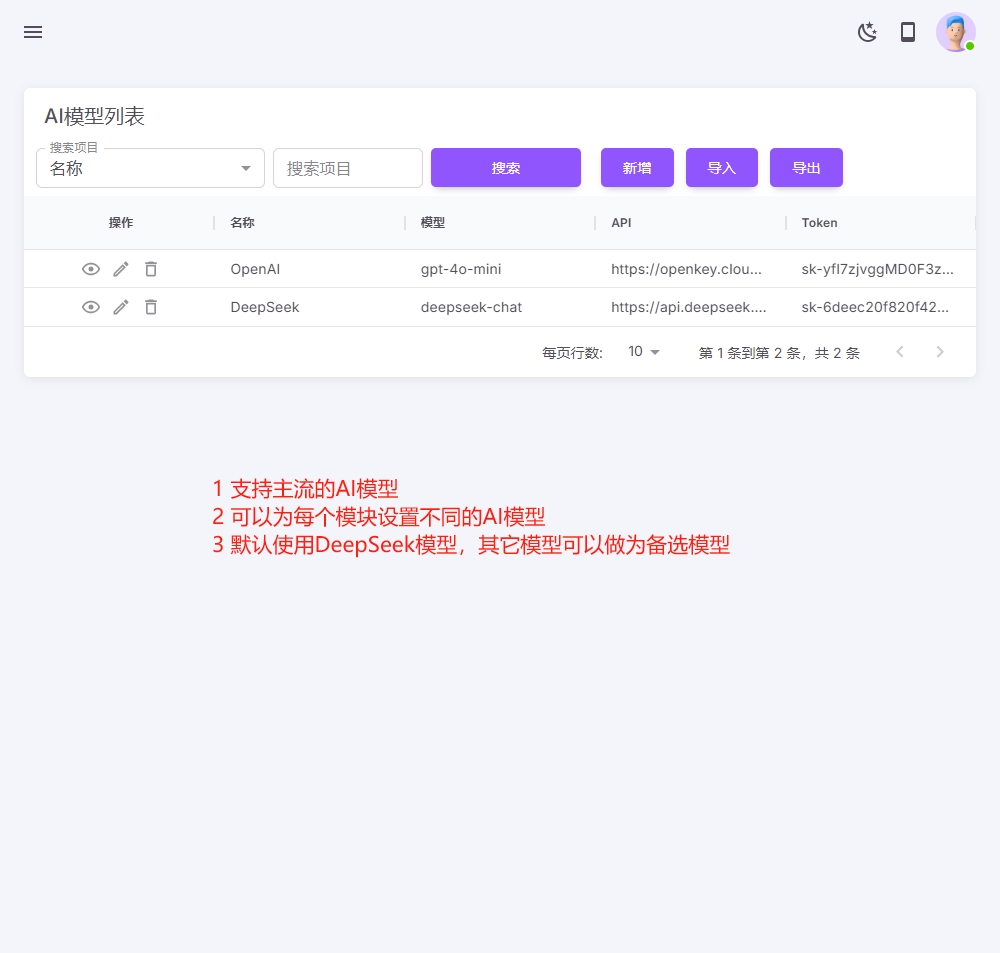 AI模型列表
搜索项目
名称 搜索项目 搜索 新增 导入 导出
操作 名称 模型 API Token
OpenAI gpt-4o-mini https://openkey.clou... sk-yfI7zjvggMD0F3z...
DeepSeek deepseek-chat https://api.deepseek.... sk-6deec20f820f42...
每页行数: 10 第 1 条到第 2 条，共 2 条
1 支持主流的AI模型
2 可以为每个模块设置不同的AI模型
3 默认使用DeepSeek模型，其它模型可以做为备选模型